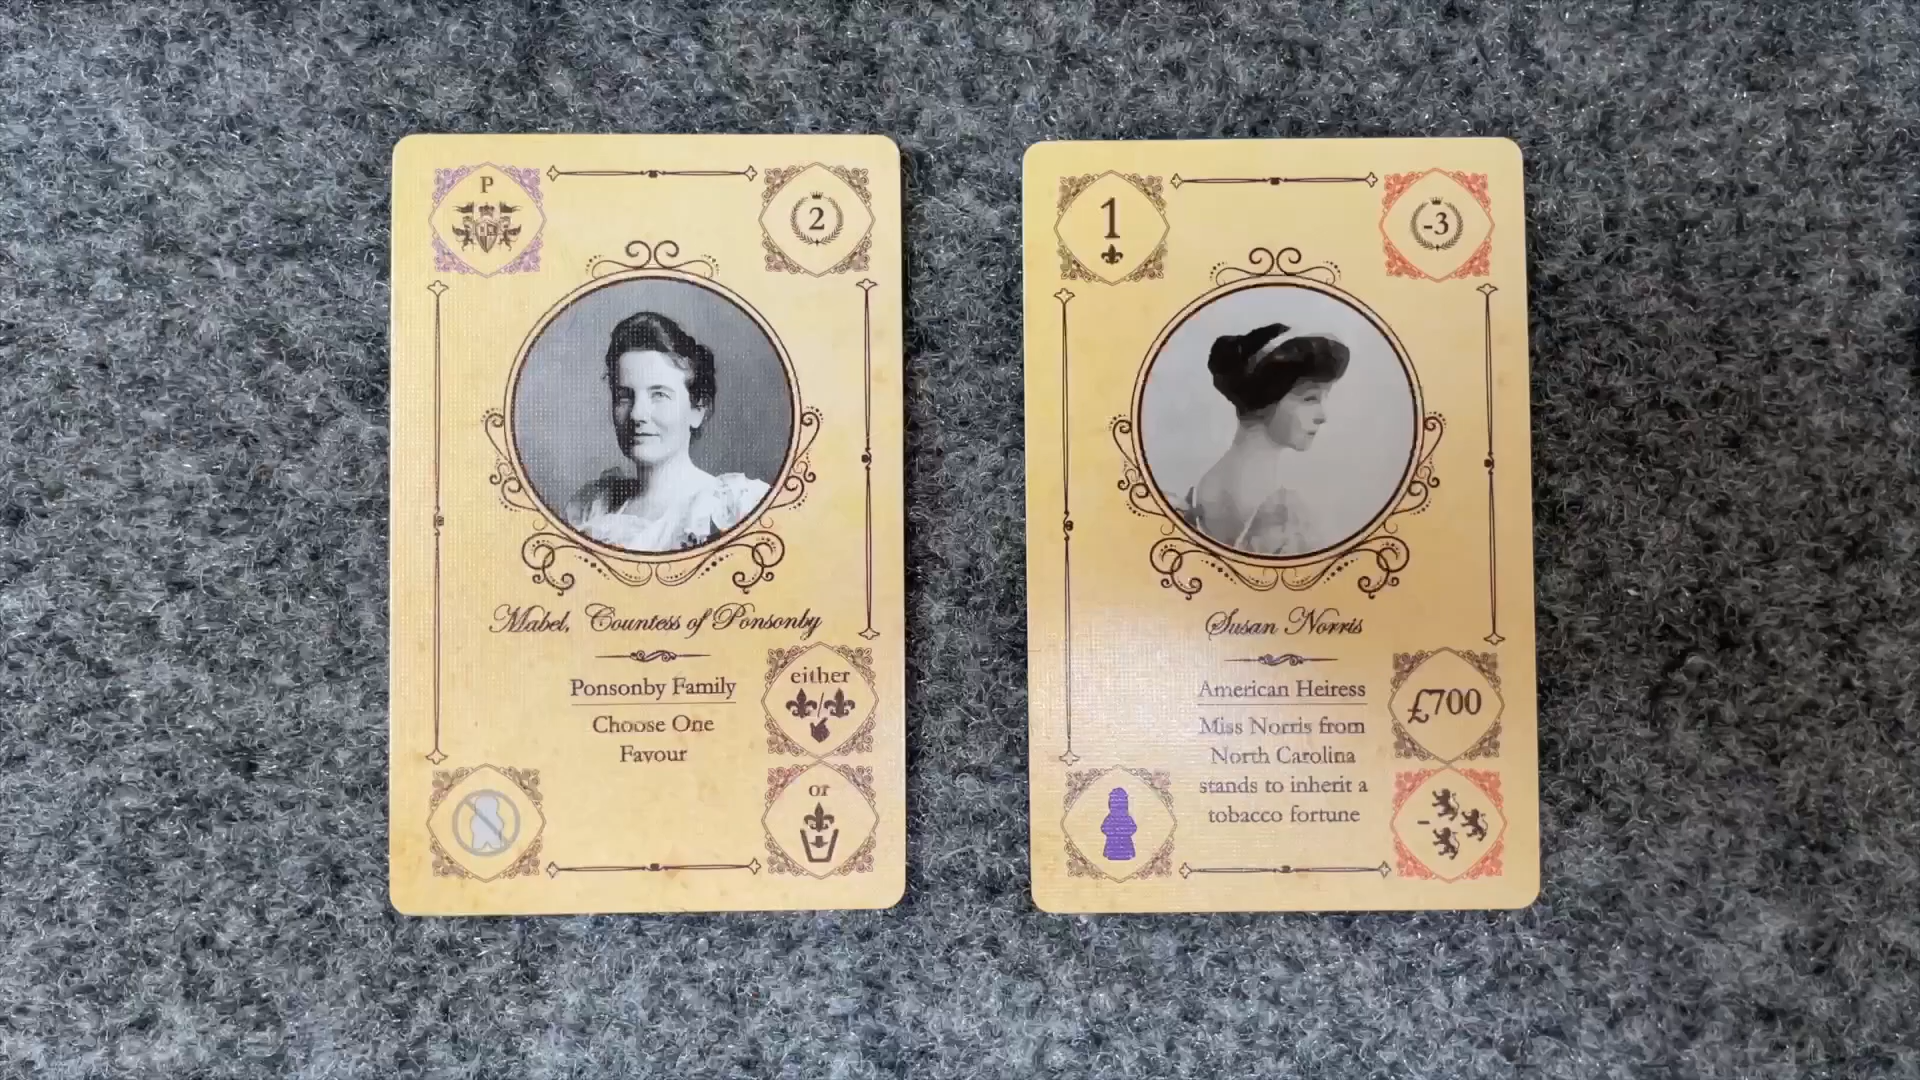 P
2
Mabel, Countess of Ponsonby
Ponsonby Family
Choose One
Favour
either
/
or
1
-3
Susan Norris
American Heiress
Miss Norris from
North Carolina
stands to inherit a
tobacco fortune
£700
-